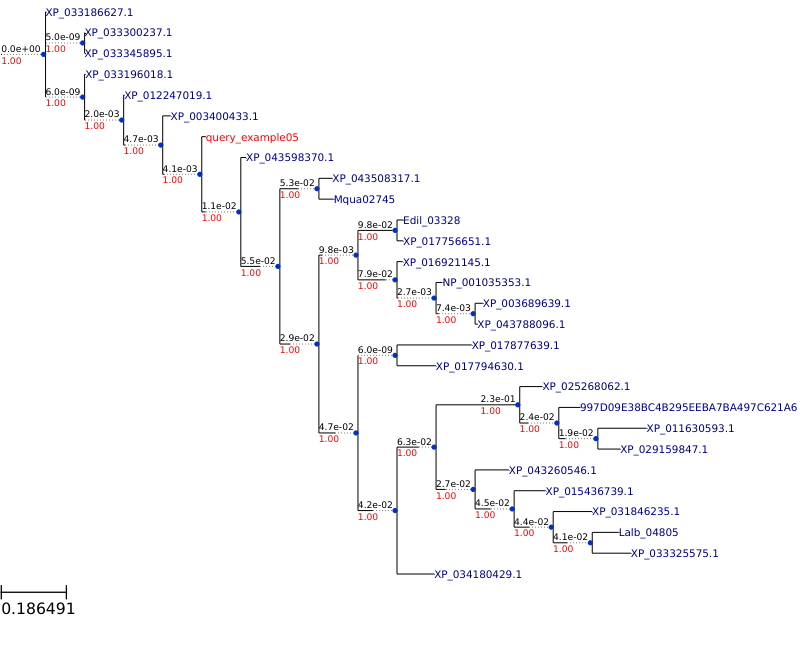 XP_033186627.1
5.0e-09
XP_033300237.1
0.0e+00
1.00
1.00
XP_033345895.1
XP_033196018.1
6.0e-09
1.00
XP_012247019.1
2.0e-03
1.00
XP_003400433.1
4.7e-03
1.00
query_example05
4.1e-03
1.00
XP_043598370.1
1.1e-02
1.00
XP_043508317.1
5.3e-02
1.00
Mqua02745
5.5e-02
1.00
Edil_03328
9.8e-02
1.00
XP_017756651.1
9.8e-03
1.00
XP_016921145.1
7.9e-02
1.00
NP_001035353.1
2.7e-03
1.00
XP_003689639.1
7.4e-03
1.00
XP_043788096.1
2.9e-02
1.00
XP_017877639.1
6.0e-09
1.00
XP_017794630.1
4.7e-02
1.00
XP_025268062.1
2.3e-01
1.00
997D09E38BC4B295EEBA7BA497C621A6
2.4e-02
1.00
XP_011630593.1
1.9e-02
1.00
XP_029159847.1
6.3e-02
1.00
XP_043260546.1
2.7e-02
1.00
XP_015436739.1
4.5e-02
1.00
XP_031846235.1
4.4e-02
1.00
Lalb_04805
4.1e-02
1.00
XP_033325575.1
4.2e-02
1.00
XP_034180429.1
0.186491